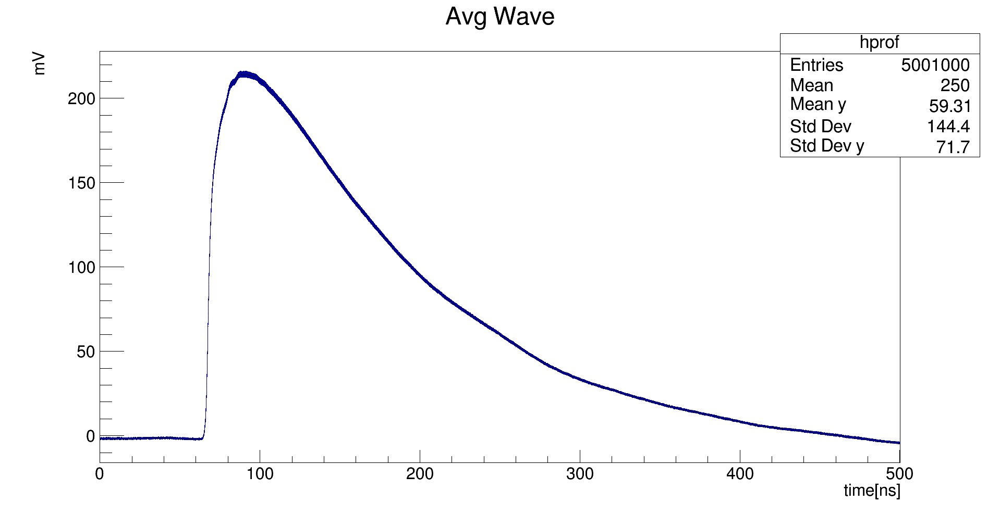 Avg Wave
mV
hprof
Entries 5001000
Mean 250
Mean y 59.31
Std Dev 144.4
Std Dev y 71.7
200
150
100
50
0
0 100 200 300 400 500
time[ns]